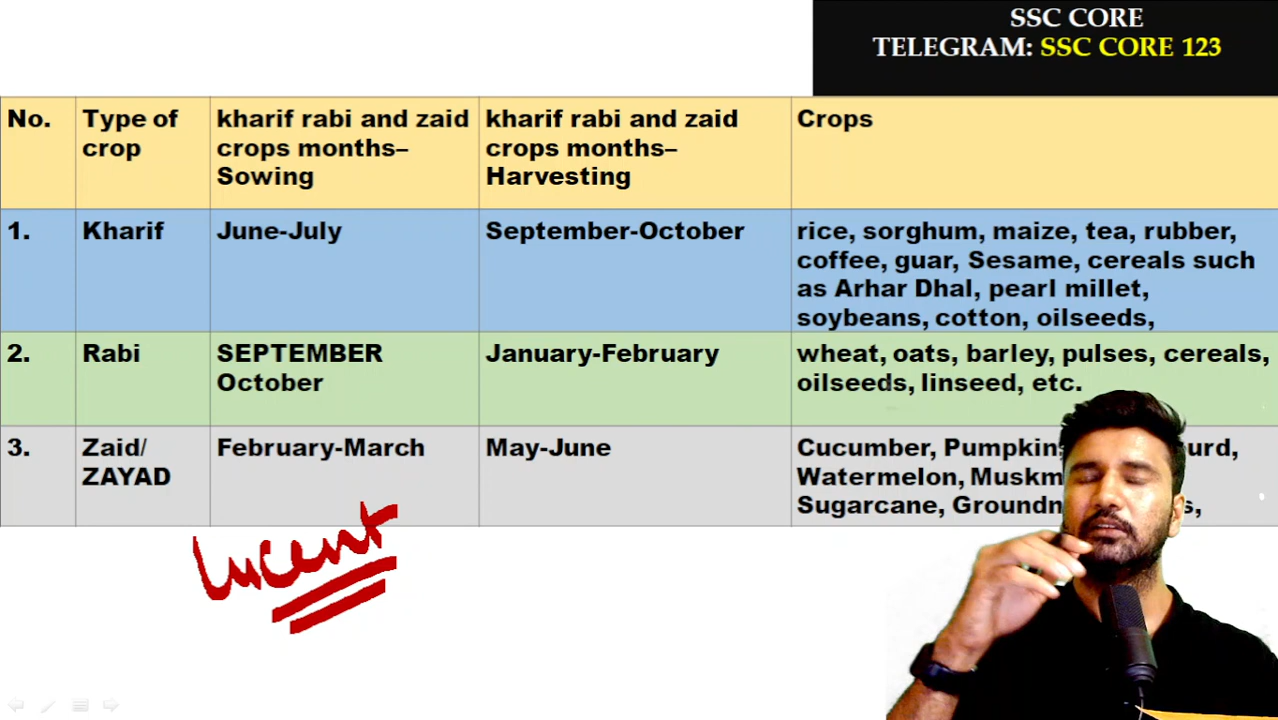 SSC CORE
TELEGRAM: SSC CORE 123
No.
Type of
crop
kharif rabi and zaid
crops months–
Sowing
kharif rabi and zaid
crops months–
Harvesting
Crops
1.
Kharif
June-July
September-October
rice, sorghum, maize, tea, rubber,
coffee, guar, Sesame, cereals such
as Arhar Dhal, pearl millet,
soybeans, cotton, oilseeds,
2.
Rabi
SEPTEMBER
October
January-February
wheat, oats, barley, pulses, cereals,
oilseeds, linseed, etc.
3.
Zaid/
ZAYAD
February-March
May-June
Cucumber, Pumpkin,
Watermelon,
Sugarcane,
Lucent